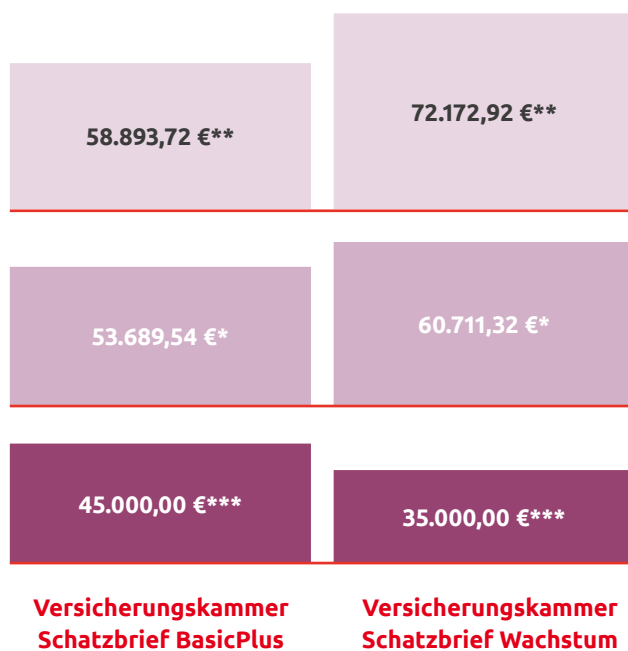 58.893,72 €**
72.172,92 €**
53.689,54 €*
60.711,32 €*
45.000,00 €***
35.000,00 €***
Versicherungskammer
Schatzbrief BasicPlus
Versicherungskammer
Schatzbrief Wachstum